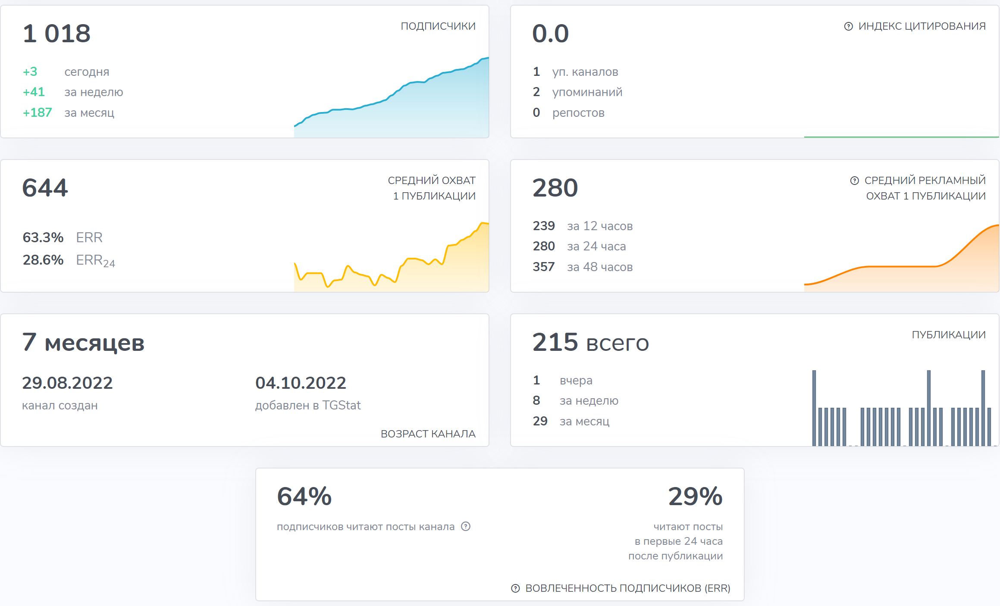 1 018
ПОДПИСЧИКИ
+3 сегодня
+41 за неделю
+187 за месяц
0.0
ИНДЕКС ЦИТИРОВАНИЯ
1 уп. каналов
2 упоминаний
0 репостов
644
СРЕДНИЙ ОХВАТ
1 ПУБЛИКАЦИИ
63.3% ERR
28.6% ERR24
280
СРЕДНИЙ РЕКЛАМНЫЙ
ОХВАТ 1 ПУБЛИКАЦИИ
239 за 12 часов
280 за 24 часа
357 за 48 часов
7 месяцев
29.08.2022
канал создан
04.10.2022
добавлен в TGStat
ВОЗРАСТ КАНАЛА
215 всего
ПУБЛИКАЦИИ
1 вчера
8 за неделю
29 за месяц
64%
подписчиков читают посты канала
29%
читают посты
в первые 24 часа
после публикации
ВОВЛЕЧЕННОСТЬ ПОДПИСЧИКОВ (ERR)